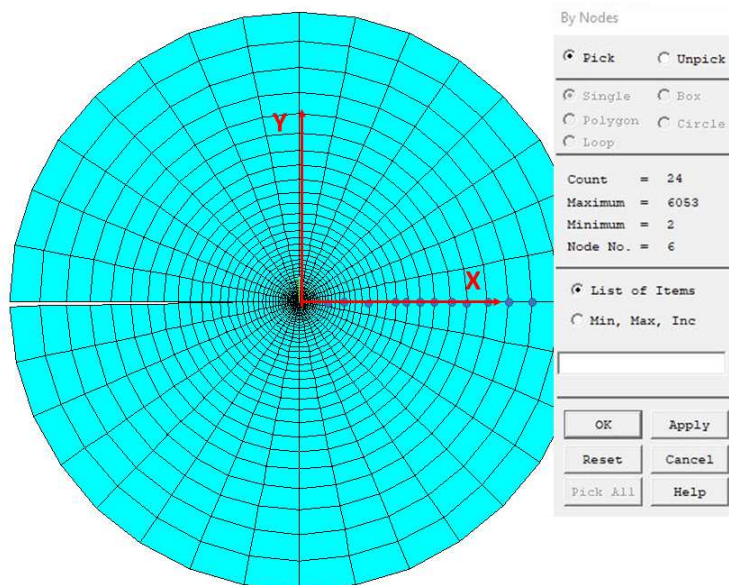 Y
X
By Nodes
Pick Unpick
Single Box
Polygon Circle
Loop
Count = 24
Maximum = 6053
Minimum = 2
Node No. = 6
List of Items
Min, Max, Inc
OK Apply
Reset Cancel
Pick All Help